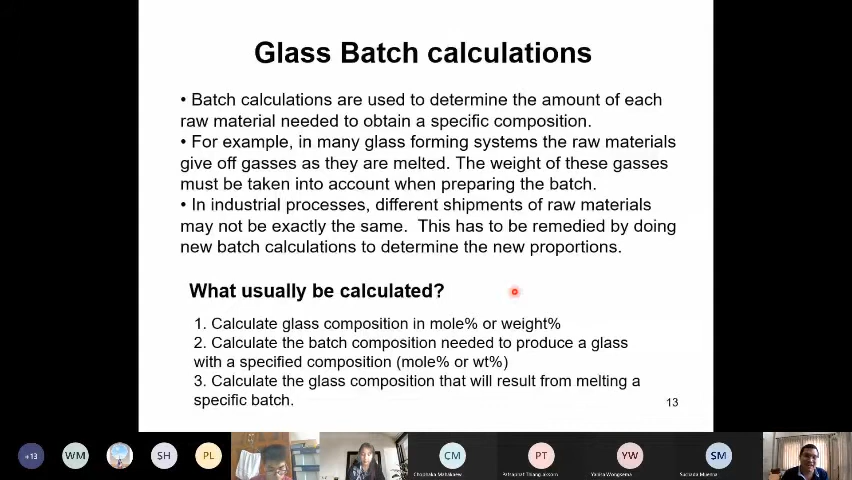 Glass Batch calculations
• Batch calculations are used to determine the amount of each
raw material needed to obtain a specific composition.
• For example, in many glass forming systems the raw materials
give off gasses as they are melted. The weight of these gasses
must be taken into account when preparing the batch.
• In industrial processes, different shipments of raw materials
may not be exactly the same. This has to be remedied by doing
new batch calculations to determine the new proportions.
What usually be calculated?
1. Calculate glass composition in mole% or weight%
2. Calculate the batch composition needed to produce a glass
with a specified composition (mole% or wt%)
3. Calculate the glass composition that will result from melting a
specific batch.
13
+13
WM
SH
PL
CM
PT
YW
SM